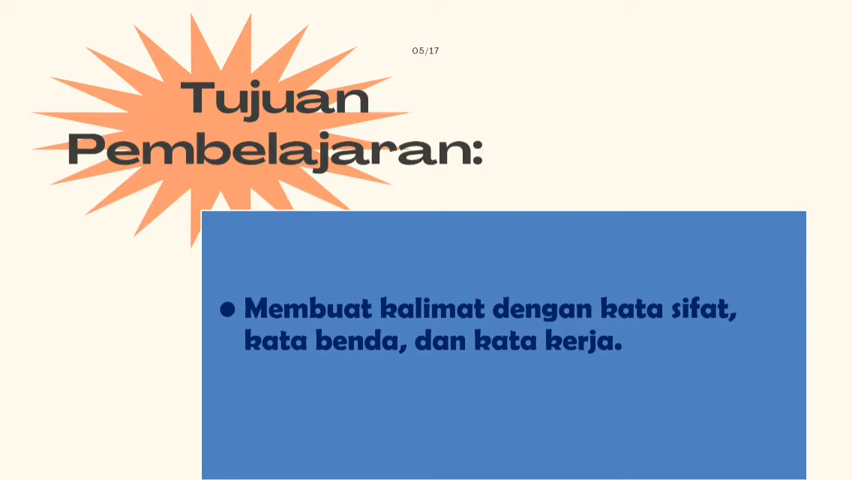 05/17
Tujuan
Pembelajaran:
● Membuat kalimat dengan kata sifat,
kata benda, dan kata kerja.